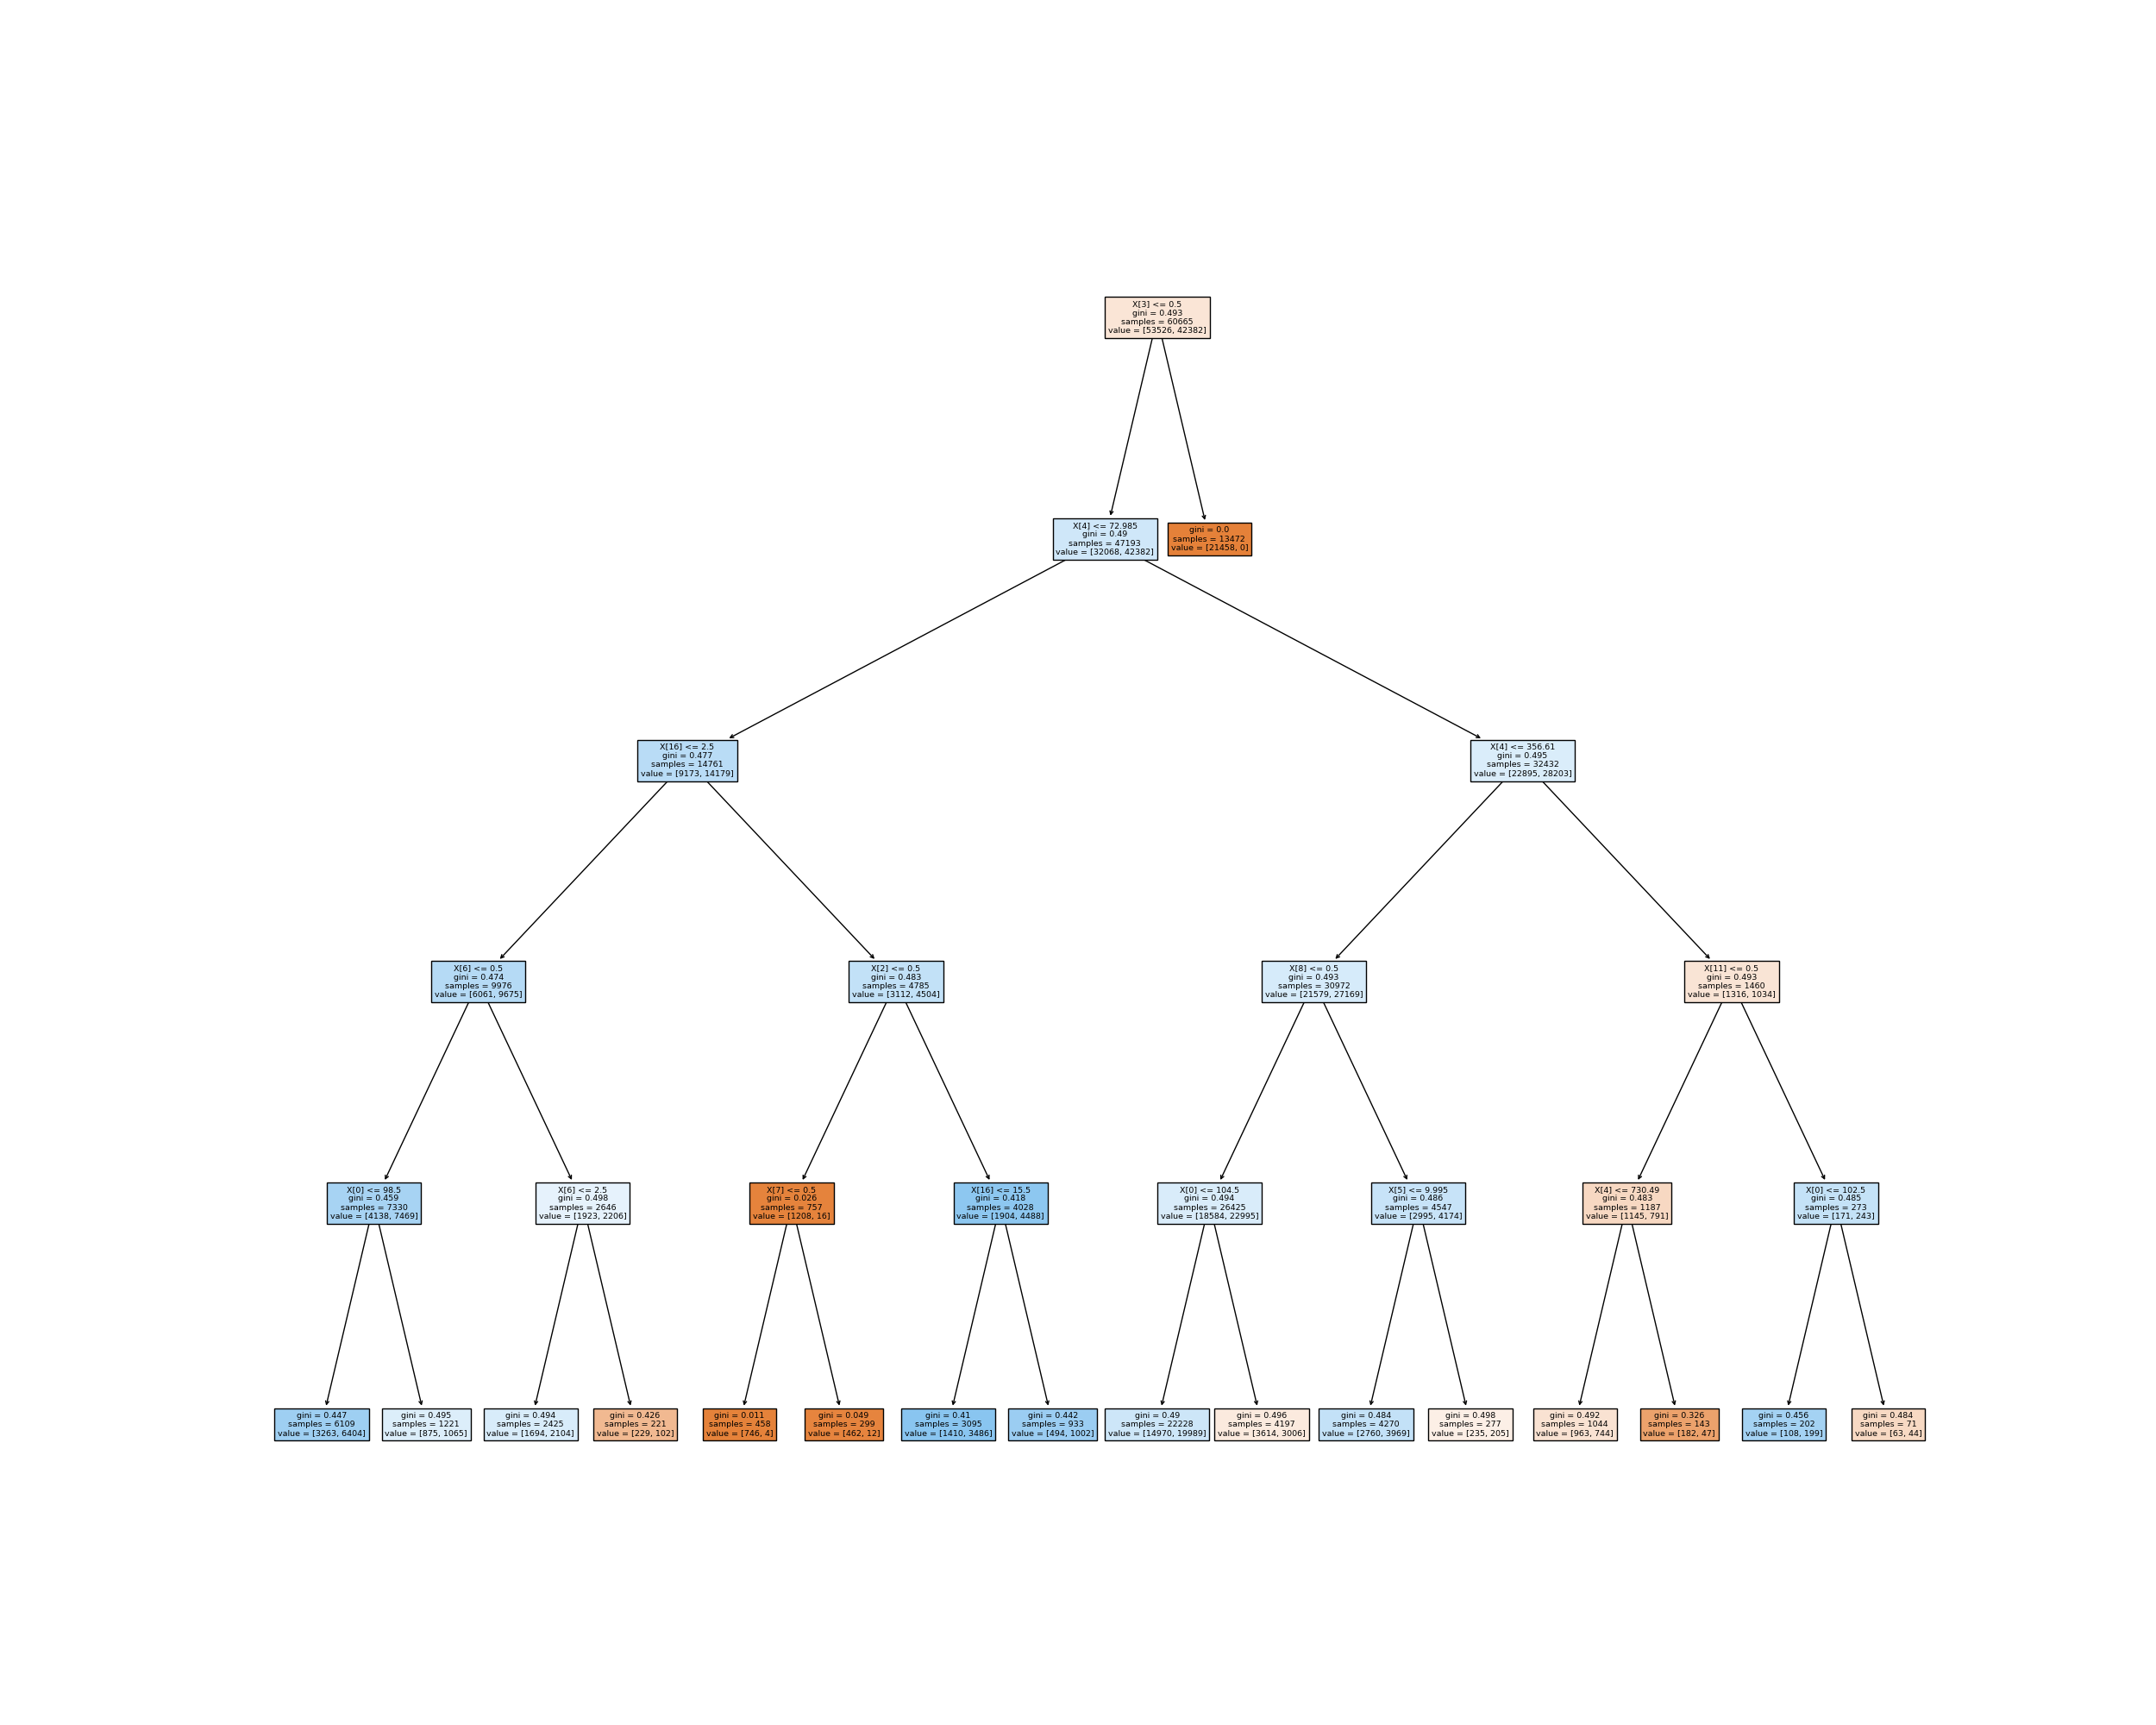 X[3] <= 0.5
gini = 0.493
samples = 60665
value = [53526, 42382]
X[4] <= 72.985
gini = 0.49
samples = 47193
value = [32068, 42382]
gini = 0.0
samples = 13472
value = [21458, 0]
X[16] <= 2.5
gini = 0.477
samples = 14761
value = [9173, 14179]
X[4] <= 356.61
gini = 0.495
samples = 32432
value = [22895, 28203]
X[6] <= 0.5
gini = 0.474
samples = 9976
value = [6061, 9675]
X[2] <= 0.5
gini = 0.483
samples = 4785
value = [3112, 4504]
X[8] <= 0.5
gini = 0.493
samples = 30972
value = [21579, 27169]
X[11] <= 0.5
gini = 0.493
samples = 1460
value = [1316, 1034]
X[0] <= 98.5
gini = 0.459
samples = 7330
value = [4138, 7469]
X[6] <= 2.5
gini = 0.498
samples = 2646
value = [1923, 2206]
X[7] <= 0.5
gini = 0.026
samples = 757
value = [1208, 16]
X[16] <= 15.5
gini = 0.418
samples = 4028
value = [1904, 4488]
X[0] <= 104.5
gini = 0.494
samples = 26425
value = [18584, 22995]
X[5] <= 9.995
gini = 0.486
samples = 4547
value = [2995, 4174]
X[4] <= 730.49
gini = 0.483
samples = 1187
value = [1145, 791]
X[0] <= 102.5
gini = 0.485
samples = 273
value = [171, 243]
gini = 0.447
samples = 6109
value = [3263, 6404]
gini = 0.495
samples = 1221
value = [875, 1065]
gini = 0.494
samples = 2425
value = [1694, 2104]
gini = 0.426
samples = 221
value = [229, 102]
gini = 0.011
samples = 458
value = [746, 4]
gini = 0.049
samples = 299
value = [462, 12]
gini = 0.41
samples = 3095
value = [1410, 3486]
gini = 0.442
samples = 933
value = [494, 1002]
gini = 0.49
samples = 22228
value = [14970, 19989]
gini = 0.496
samples = 4197
value = [3614, 3006]
gini = 0.484
samples = 4270
value = [2760, 3969]
gini = 0.498
samples = 277
value = [235, 205]
gini = 0.492
samples = 1044
value = [963, 744]
gini = 0.326
samples = 143
value = [182, 47]
gini = 0.456
samples = 202
value = [108, 199]
gini = 0.484
samples = 71
value = [63, 44]